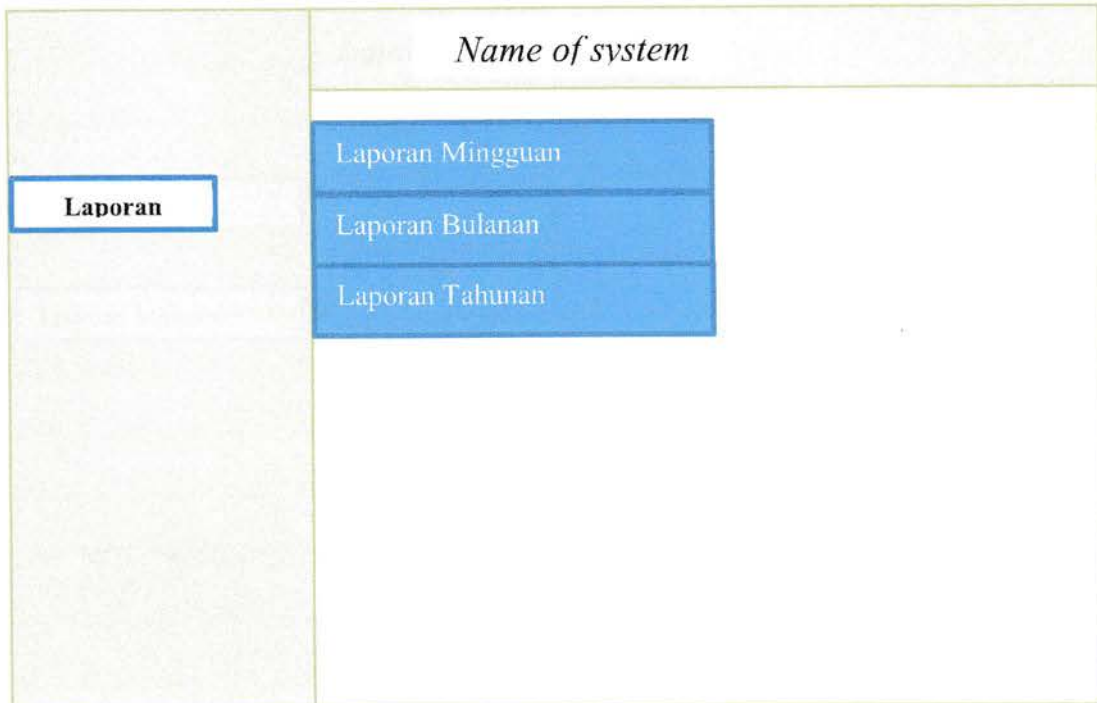 Name of system
Laporan
Laporan Mingguan
Laporan Bulanan
Laporan Tahunan